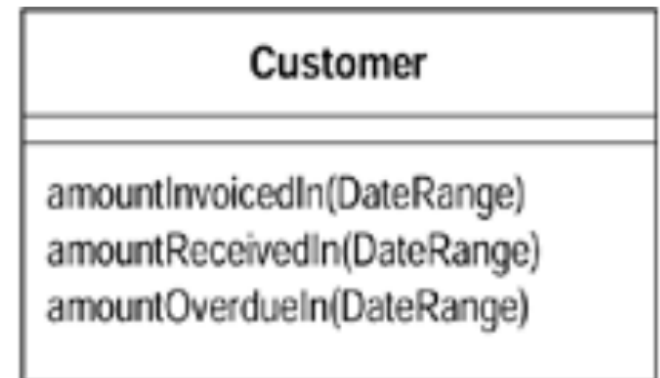 Customer
amountInvoicedIn(DateRange)
amountReceivedIn(DateRange)
amountOverdueIn(DateRange)